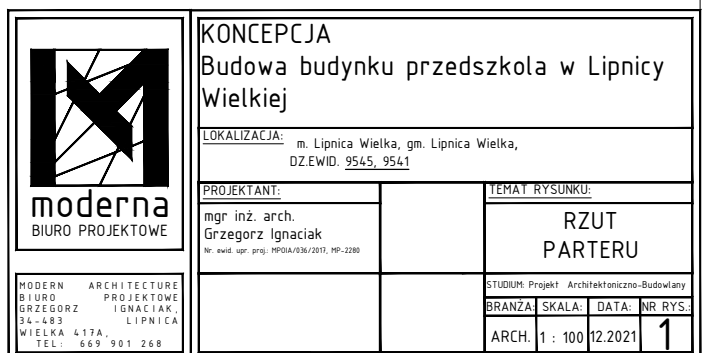 moderna
BIURO PROJEKTOWE
MODERN ARCHITECTURE
BIURO PROJEKTOWE
GRZEGORZ IGNACIAK,
34-483 LIPNICA
WIELKA 417A,
TEL: 669 901 268
KONCEPCJA
Budowa budynku przedszkola w Lipnicy
Wielkiej
LOKALIZACJA: m. Lipnica Wielka, gm. Lipnica Wielka,
DZ.EWID. 9545, 9541
PROJEKTANT:
mgr inż. arch.
Grzegorz Ignaciak
Nr. ewid. upr. proj.: MPOIA/036/2017, MP-2280
TEMAT RYSUNKU:
RZUT
PARTERU
STUDIUM: Projekt Architektoniczno-Budowlany
BRANŻA: SKALA: DATA: NR RYS.:
ARCH. 1 : 100 12.2021 1